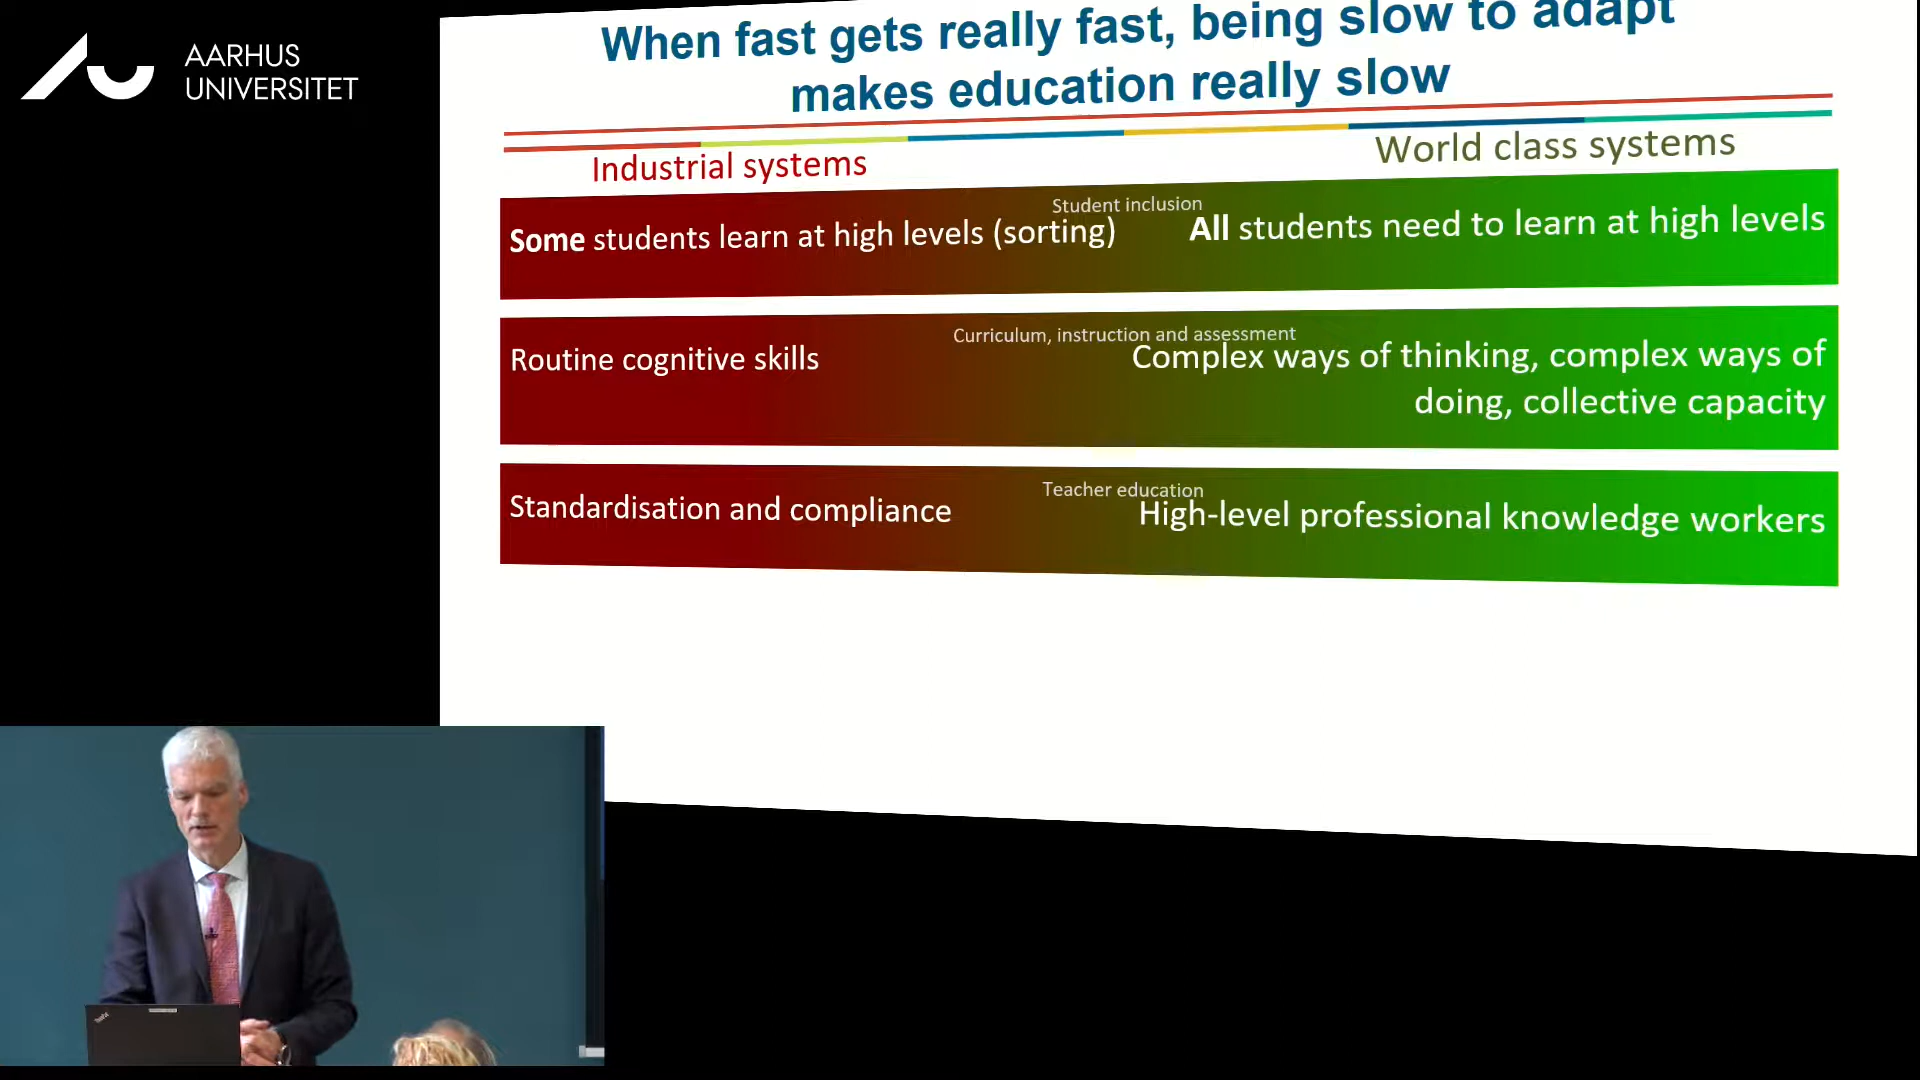 AARHUS
UNIVERSITET
When fast gets really fast, being slow to adapt
makes education really slow
Industrial systems
World class systems
Student inclusion
Some students learn at high levels (sorting)
All students need to learn at high levels
Curriculum, instruction and assessment
Routine cognitive skills
Complex ways of thinking, complex ways of
doing, collective capacity
Teacher education
Standardisation and compliance
High-level professional knowledge workers
ThinkPad